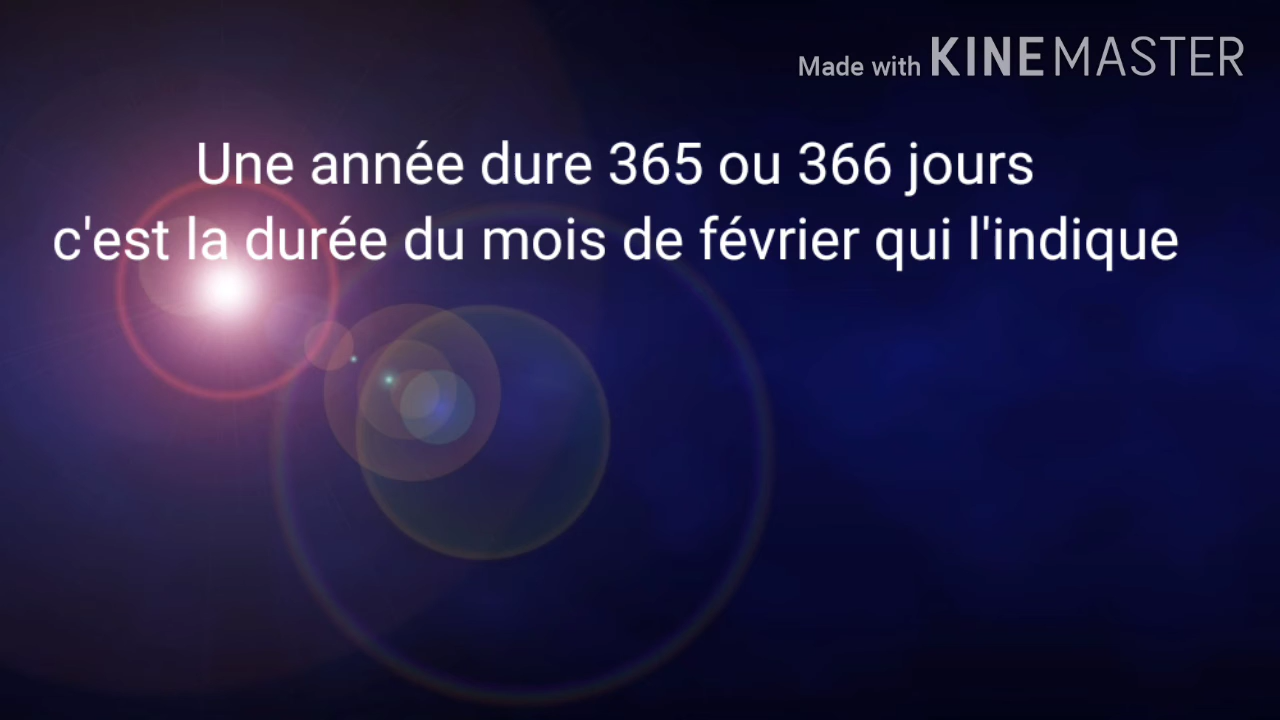 Made with KINEMASTER
Une année dure 365 ou 366 jours
c'est la durée du mois de février qui l'indique